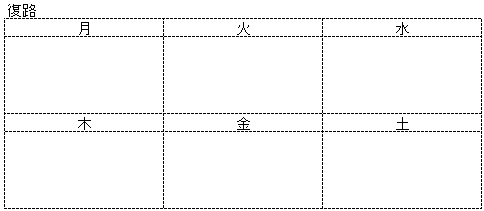 復路
月 火 水
木 金 土